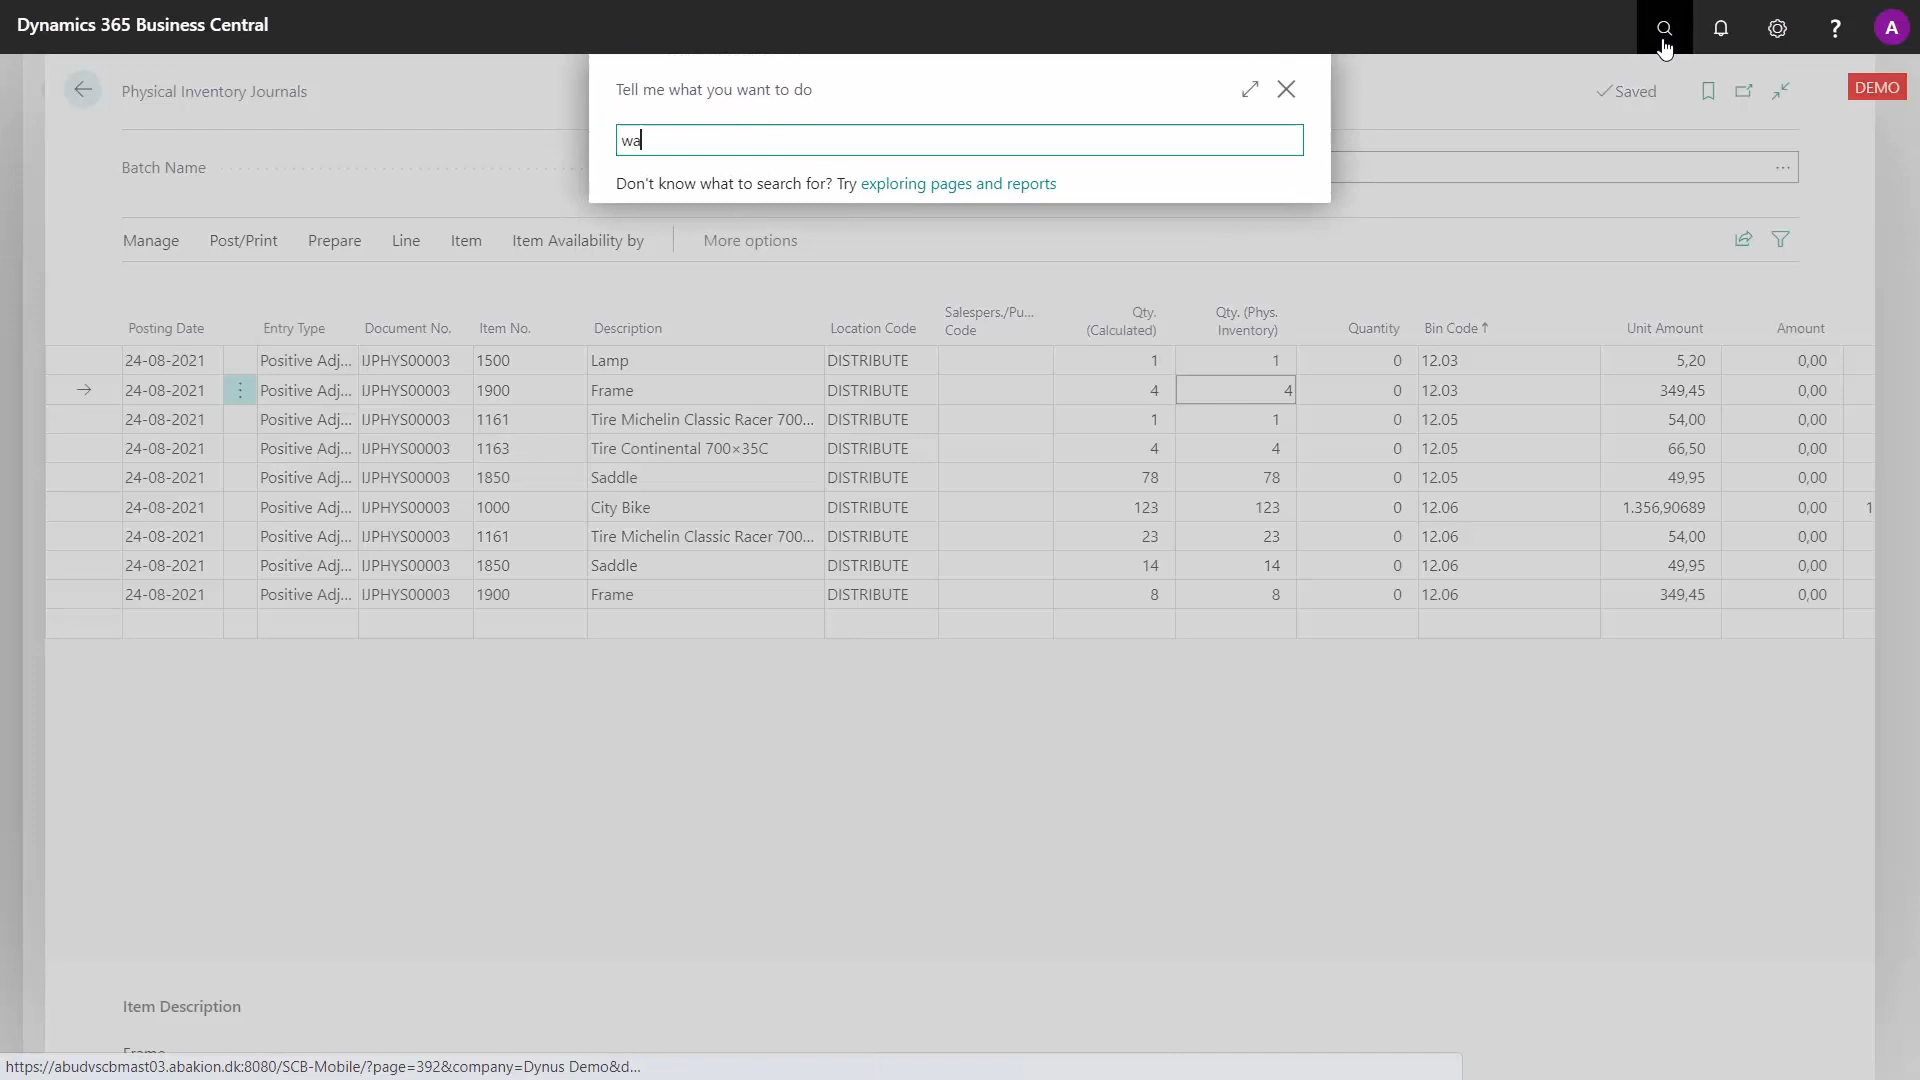 Dynamics 365 Business Central
? A
Physical Inventory Journals
Tell me what you want to do
Saved
DEMO
wa
Batch Name
...
Don't know what to search for? Try exploring pages and reports
Manage Post/Print Prepare Line Item Item Availability by More options
Posting Date Entry Type Document No. Item No. Description Location Code Salespers./Pu... Code Qty. (Calculated) Qty. (Phys. Inventory) Quantity Bin Code ↑ Unit Amount Amount
24-08-2021 Positive Adj... IJPHYS00003 1500 Lamp DISTRIBUTE 1 1 0 12.03 5,20 0,00
24-08-2021 Positive Adj... IJPHYS00003 1900 Frame DISTRIBUTE 4 4 0 12.03 349,45 0,00
24-08-2021 Positive Adj... IJPHYS00003 1161 Tire Michelin Classic Racer 700... DISTRIBUTE 1 1 0 12.05 54,00 0,00
24-08-2021 Positive Adj... IJPHYS00003 1163 Tire Continental 700×35C DISTRIBUTE 4 4 0 12.05 66,50 0,00
24-08-2021 Positive Adj... IJPHYS00003 1850 Saddle DISTRIBUTE 78 78 0 12.05 49,95 0,00
24-08-2021 Positive Adj... IJPHYS00003 1000 City Bike DISTRIBUTE 123 123 0 12.06 1.356,90689 0,00 1
24-08-2021 Positive Adj... IJPHYS00003 1161 Tire Michelin Classic Racer 700... DISTRIBUTE 23 23 0 12.06 54,00 0,00
24-08-2021 Positive Adj... IJPHYS00003 1850 Saddle DISTRIBUTE 14 14 0 12.06 49,95 0,00
24-08-2021 Positive Adj... IJPHYS00003 1900 Frame DISTRIBUTE 8 8 0 12.06 349,45 0,00
Item Description
Frame
https://abudvscbmast03.abakion.dk:8080/SCB-Mobile/?page=392&company=Dynus Demo&d...